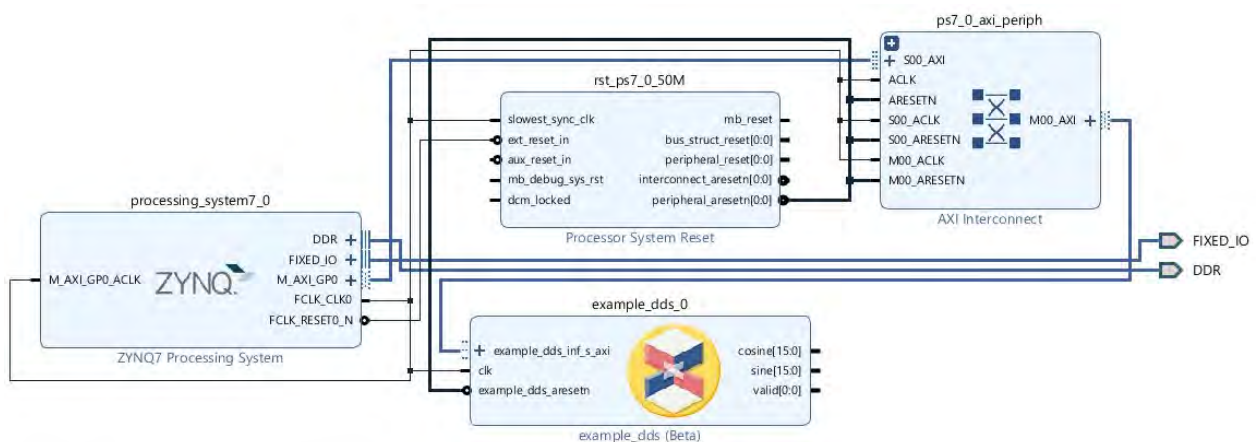 ps7_0_axi_periph
S00_AXI
ACLK
ARESETN
S00_ACLK
S00_ARESETN
M00_ACLK
M00_ARESETN
M00_AXI
AXI Interconnect
rst_ps7_0_50M
slowest_sync_clk
ext_reset_in
aux_reset_in
mb_debug_sys_rst
dcm_locked
mb_reset
bus_struct_reset[0:0]
peripheral_reset[0:0]
interconnect_aresetn[0:0]
peripheral_aresetn[0:0]
Processor System Reset
processing_system7_0
M_AXI_GP0_ACLK
ZYNQ
DDR
FIXED_IO
M_AXI_GP0
FCLK_CLK0
FCLK_RESET0_N
ZYNQ7 Processing System
FIXED_IO
DDR
example_dds_0
example_dds_inf_s_axi
clk
example_dds_aresetn
cosine[15:0]
sine[15:0]
valid[0:0]
example_dds (Beta)